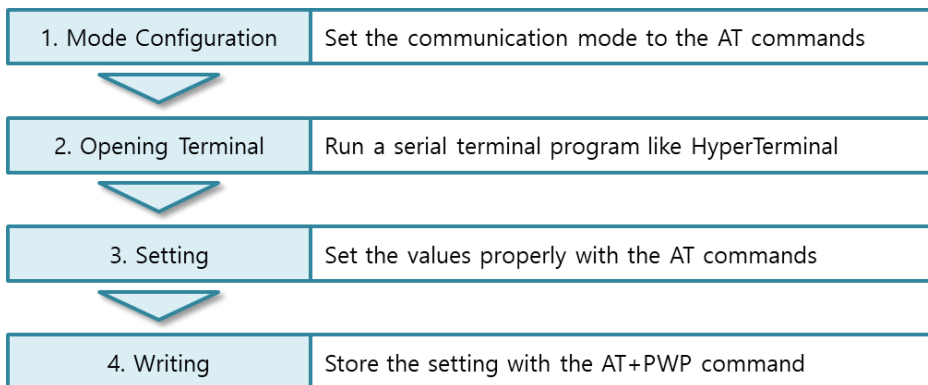 1. Mode Configuration
Set the communication mode to the AT commands
2. Opening Terminal
Run a serial terminal program like HyperTerminal
3. Setting
Set the values properly with the AT commands
4. Writing
Store the setting with the AT+PWP command